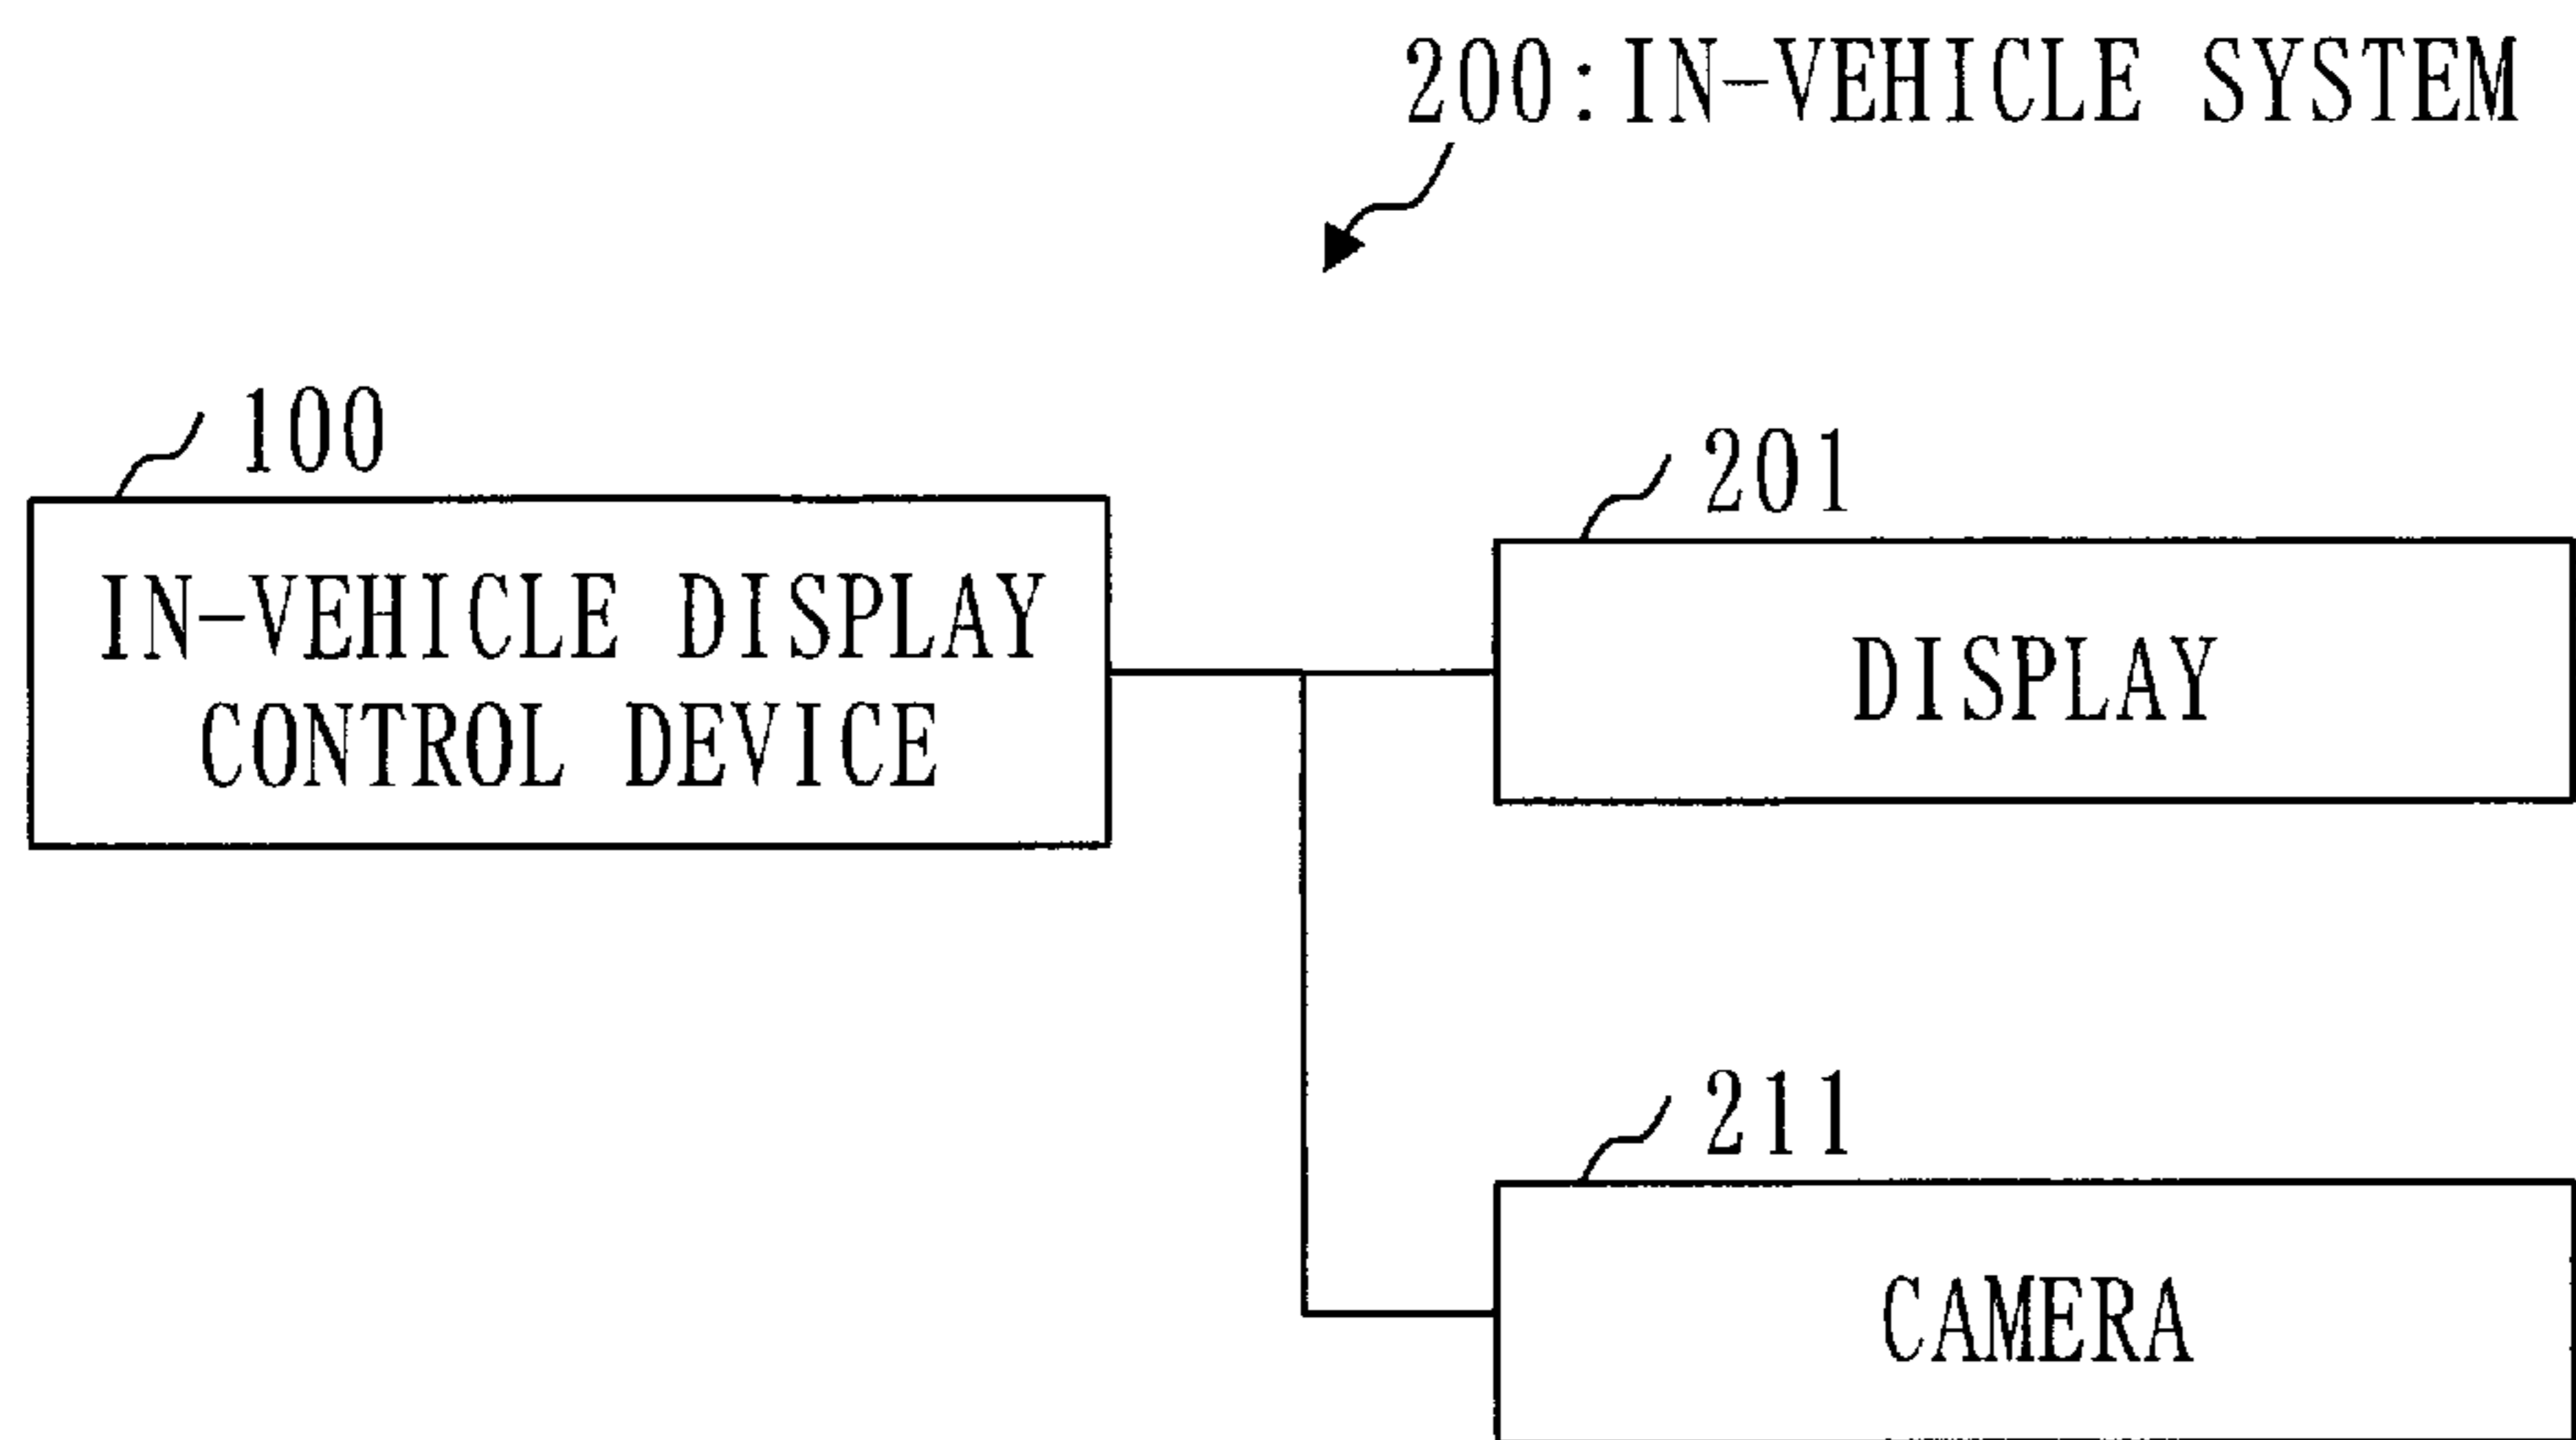 200:IN-VEHICLE SYSTEM
100
IN-VEHICLE DISPLAY
CONTROL DEVICE
201
DISPLAY
211
CAMERA